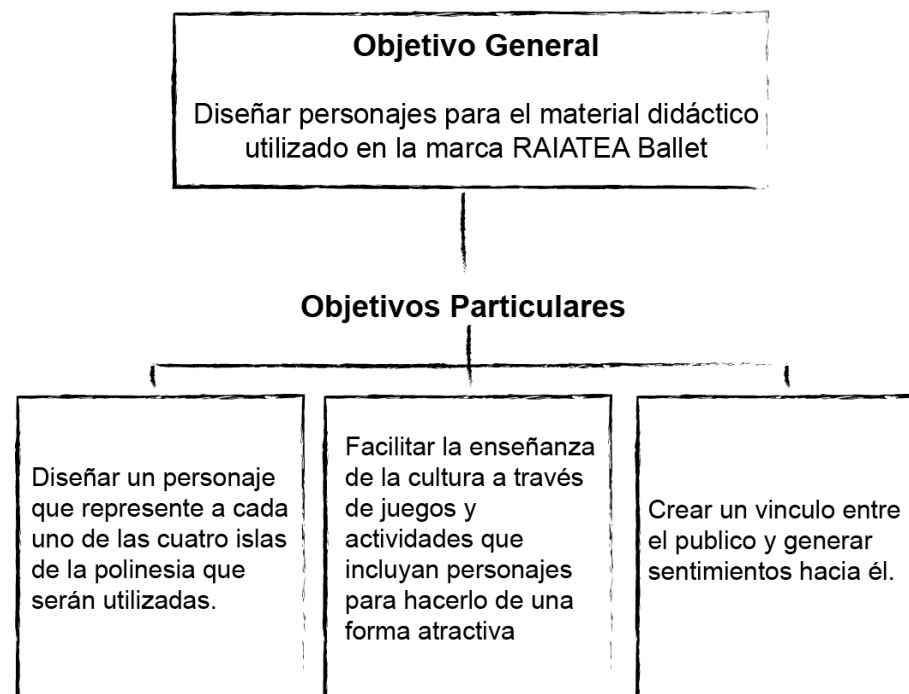 Objetivo General
Diseñar personajes para el material didáctico
utilizado en la marca RAIATEA Ballet
Objetivos Particulares
Diseñar un personaje
que represente a cada
uno de las cuatro islas
de la polinesia que
serán utilizadas.
Facilitar la enseñanza
de la cultura a través
de juegos y
actividades que
incluyan personajes
para hacerlo de una
forma atractiva
Crear un vinculo entre
el publico y generar
sentimientos hacia él.